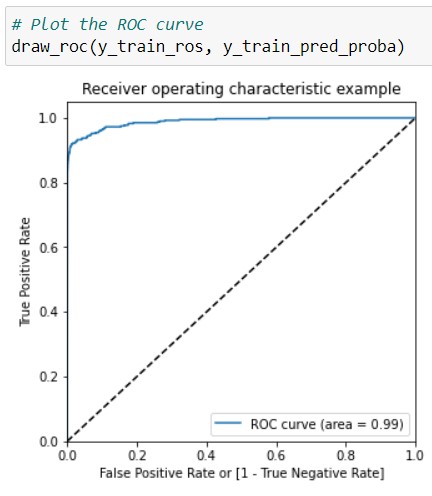 # Plot the ROC curve
draw_roc(y_train_ros, y_train_pred_proba)
Receiver operating characteristic example
1.0
0.8
0.6
0.4
0.2
0.0
True Positive Rate
ROC curve (area = 0.99)
0.0 0.2 0.4 0.6 0.8 1.0
False Positive Rate or [1 - True Negative Rate]